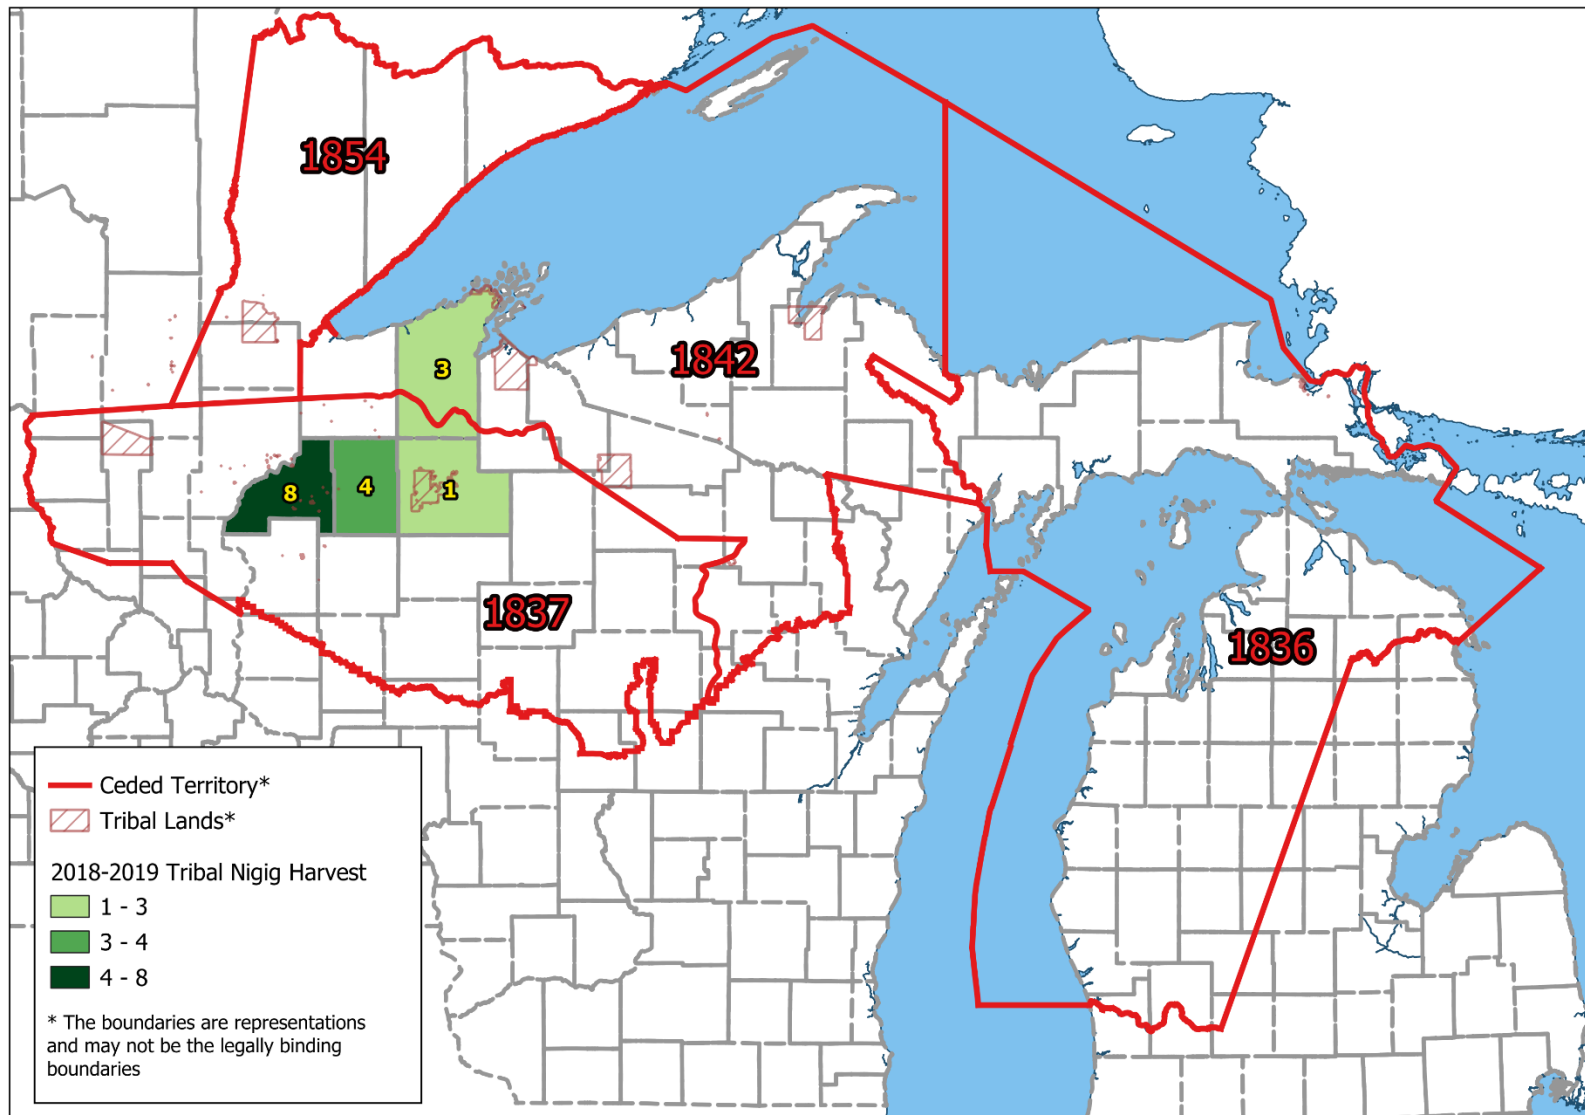 1854
1842
3
8
4
1
1837
1836
Ceded Territory*
Tribal Lands*
2018-2019 Tribal Nigig Harvest
1 - 3
3 - 4
4 - 8
* The boundaries are representations
and may not be the legally binding
boundaries